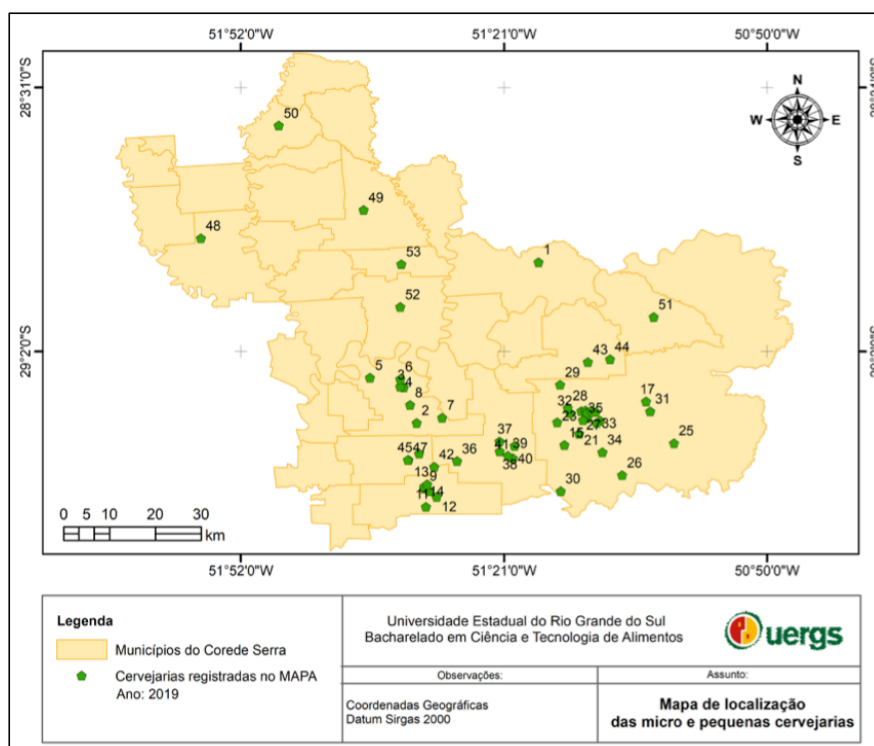 51°52'0"W 51°21'0"W 50°50'0"W
28°31'0"S
N
W E
S
50
49
48
53
1
52
51
29°2'0"S
43 44
5 6
3
4
29
8
17
32 28
31
2 7
35
23
27 33
37
15
21
25
41 39
34
45 47
42 36
38 40
13
9
26
14
11
12
30
0 5 10 20 30
km
51°52'0"W 51°21'0"W 50°50'0"W
Legenda
Municípios do Corede Serra
Cervejarias registradas no MAPA
Ano: 2019
Universidade Estadual do Rio Grande do Sul
Bacharelado em Ciência e Tecnologia de Alimentos
uergs
Observações:
Coordenadas Geográficas
Datum Sirgas 2000
Assunto:
Mapa de localização
das micro e pequenas cervejarias